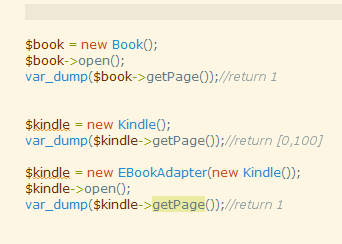 $book = new Book();
$book->open();
var_dump($book->getPage());//return 1
$kindle = new Kindle();
var_dump($kindle->getPage());//return [0,100]
$kindle = new EBookAdapter(new Kindle());
$kindle->open();
var_dump($kindle->getPage());//return 1